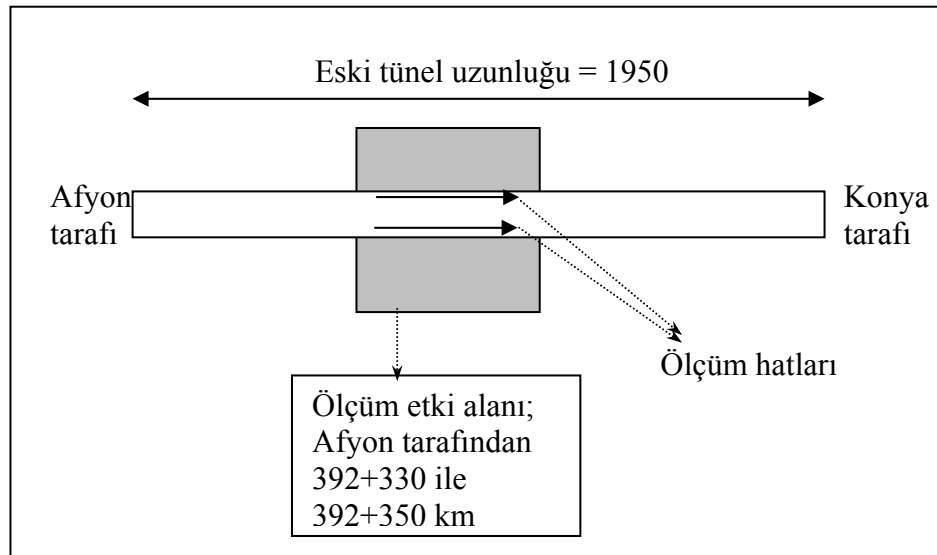 Eski tünel uzunluğu = 1950
Afyon
tarafı
Konya
tarafı
Ölçüm hatları
Ölçüm etki alanı;
Afyon tarafından
392+330 ile
392+350 km